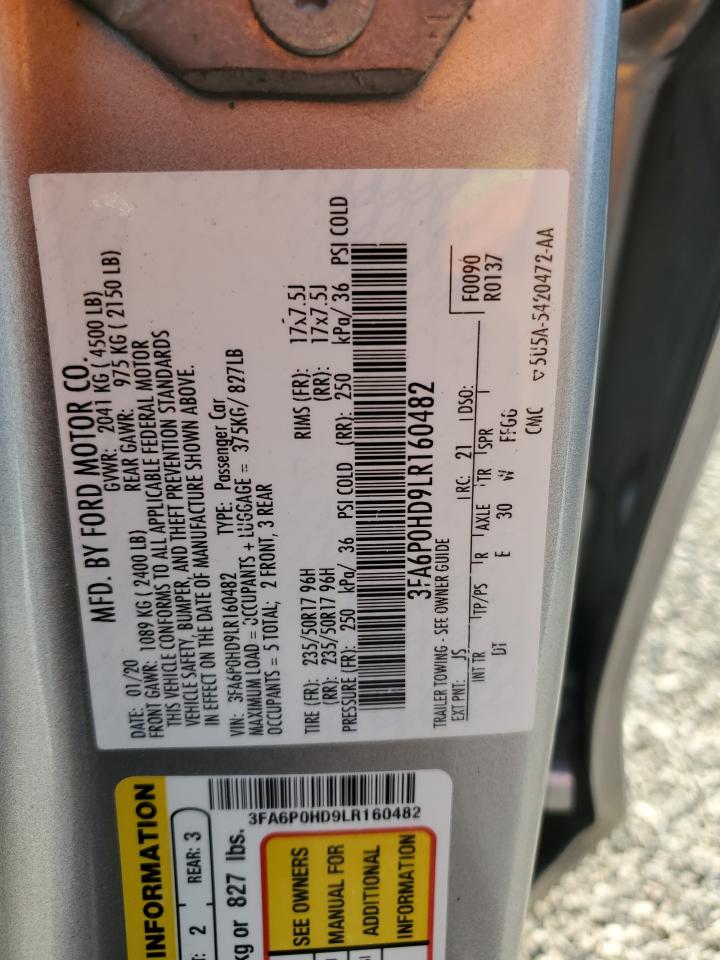 MFD. BY FORD MOTOR CO.
DATE: 01/20 GVWR: 2041 KG ( 4500 LB)
FRONT GAWR: 1089 KG (2400 LB) REAR GAWR: 975 KG ( 2150 LB)
THIS VEHICLE CONFORMS TO ALL APPLICABLE FEDERAL MOTOR
VEHICLE SAFETY, BUMPER, AND THEFT PREVENTION STANDARDS
IN EFFECT ON THE DATE OF MANUFACTURE SHOWN ABOVE.
VIN: 3FA6P0HD9LR160482 TYPE: Passenger Car
MAXIMUM LOAD = OCCUPANTS + LUGGAGE = 375KG/ 827LB
OCCUPANTS = 5 TOTAL; 2 FRONT, 3 REAR
TIRE (FR): 235/50R17 96H RIMS (FR): 17x7.5J
(RR): 235/50R17 96H (RR): 17x7.5J
PRESSURE (FR): 250 kPa/ 36 PSI COLD (RR): 250 kPa/ 36 PSI COLD
3FA6P0HD9LR160482
TRAILER TOWING - SEE OWNER GUIDE F0090
EXT PNT: JS RC: 21 DSO: R0137
INT TR TP/PS R AXLE TR SPR
DT E 30 W FFGG
CMC 5U5A-5420472-AA
3FA6P0HD9LR160482
INFORMATION
2 REAR: 3
kg or 827 lbs.
SEE OWNERS
MANUAL FOR
ADDITIONAL
INFORMATION